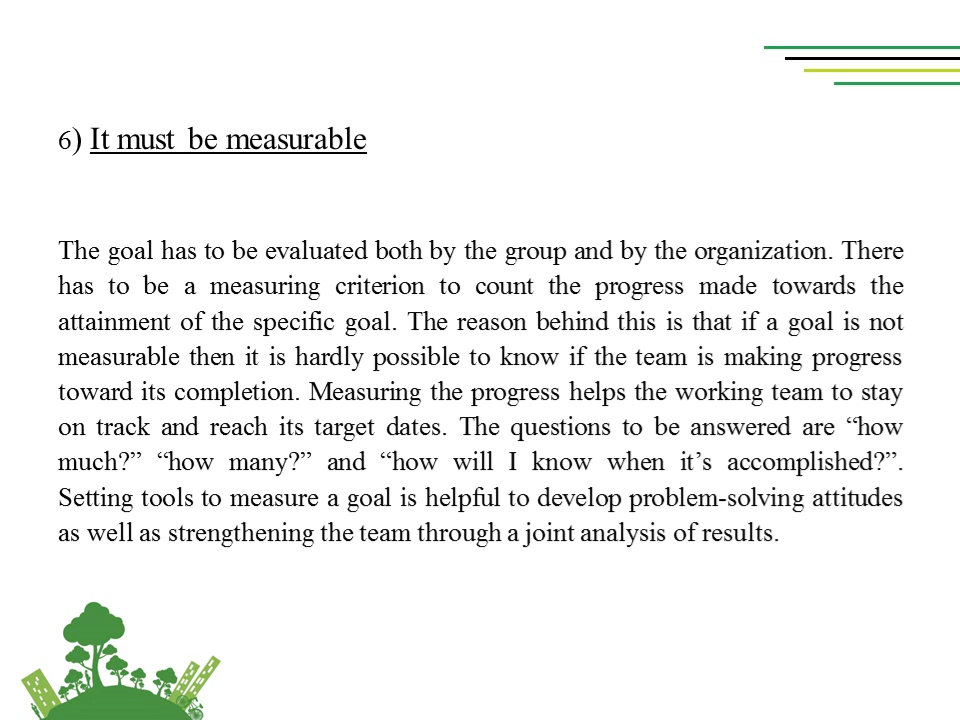 6) It must be measurable
The goal has to be evaluated both by the group and by the organization. There
has to be a measuring criterion to count the progress made towards the
attainment of the specific goal. The reason behind this is that if a goal is not
measurable then it is hardly possible to know if the team is making progress
toward its completion. Measuring the progress helps the working team to stay
on track and reach its target dates. The questions to be answered are “how
much?” “how many?” and “how will I know when it’s accomplished?”.
Setting tools to measure a goal is helpful to develop problem-solving attitudes
as well as strengthening the team through a joint analysis of results.